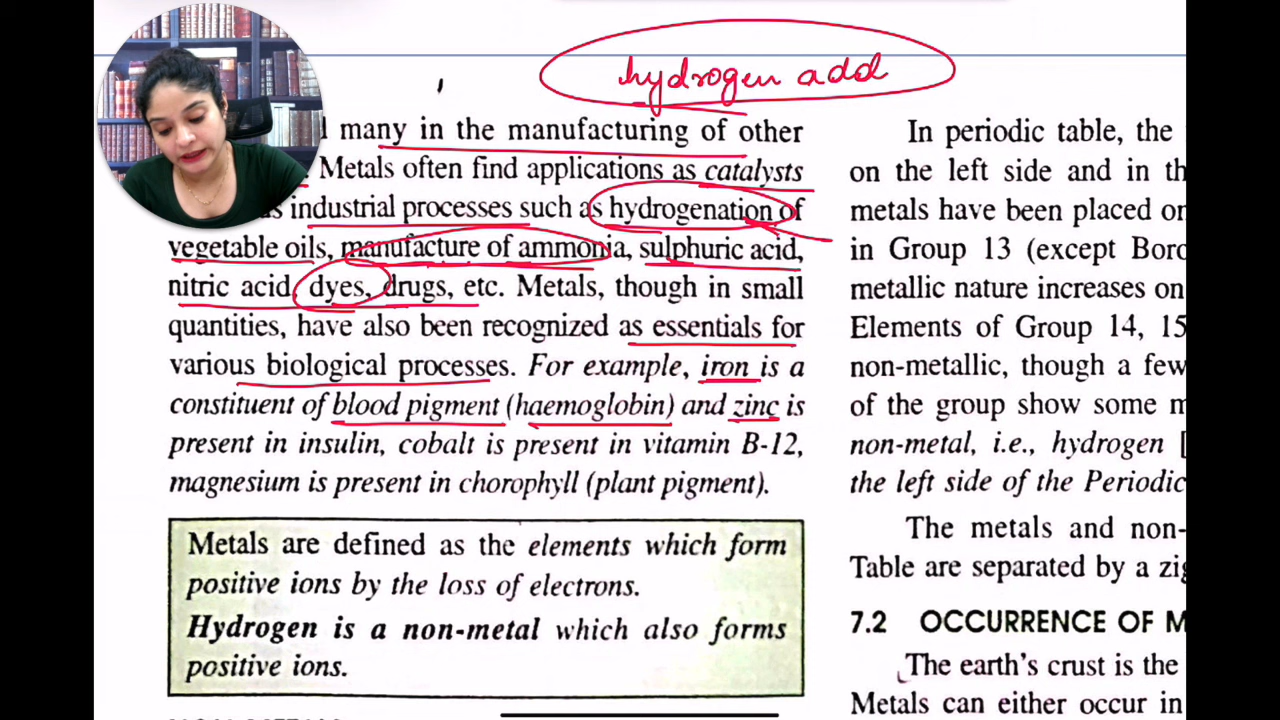 hydrogen add
many in the manufacturing of other
Metals often find applications as catalysts
industrial processes such as hydrogenation of
vegetable oils, manufacture of ammonia, sulphuric acid,
nitric acid dyes, drugs, etc. Metals, though in small
quantities, have also been recognized as essentials for
various biological processes. For example, iron is a
constituent of blood pigment (haemoglobin) and zinc is
present in insulin, cobalt is present in vitamin B-12,
magnesium is present in chorophyll (plant pigment).
Metals are defined as the elements which form
positive ions by the loss of electrons.
Hydrogen is a non-metal which also forms
positive ions.
In periodic table, the
on the left side and in th
metals have been placed on
in Group 13 (except Boro
metallic nature increases on
Elements of Group 14, 15
non-metallic, though a few
of the group show some m
non-metal, i.e., hydrogen [
the left side of the Periodic
The metals and non-
Table are separated by a zig
7.2 OCCURRENCE OF M
The earth's crust is the
Metals can either occur in